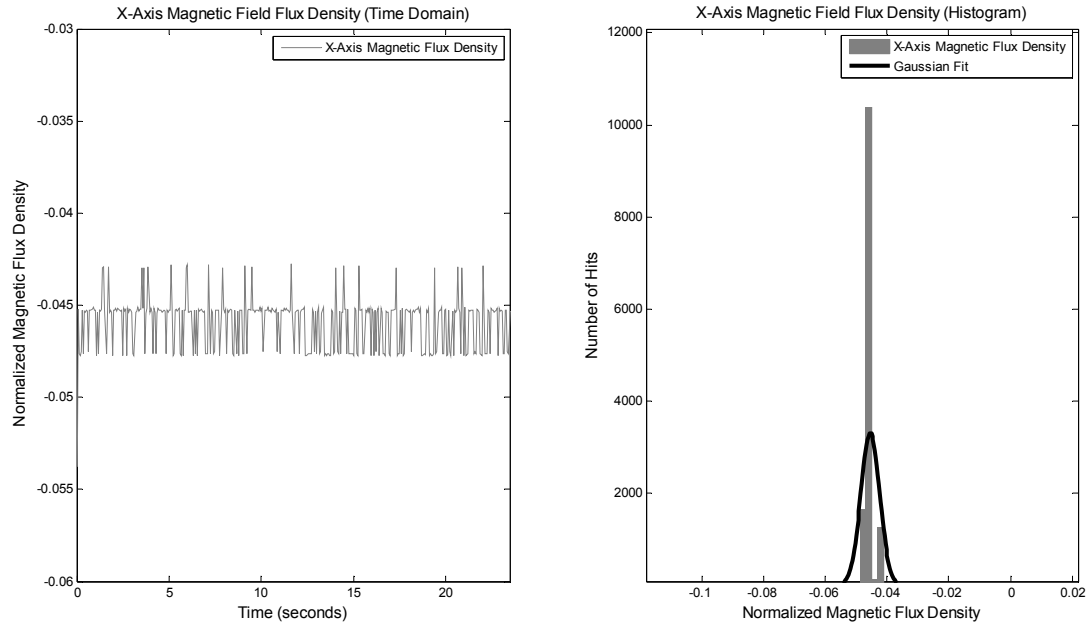 X-Axis Magnetic Field Flux Density (Time Domain)
-0.03
-0.035
-0.04
-0.045
-0.05
-0.055
-0.06
0
5
10
15
20
Time (seconds)
Normalized Magnetic Flux Density
X-Axis Magnetic Flux Density
X-Axis Magnetic Field Flux Density (Histogram)
12000
10000
8000
6000
4000
2000
-0.1
-0.08
-0.06
-0.04
-0.02
0
0.02
Normalized Magnetic Flux Density
Number of Hits
X-Axis Magnetic Flux Density
Gaussian Fit